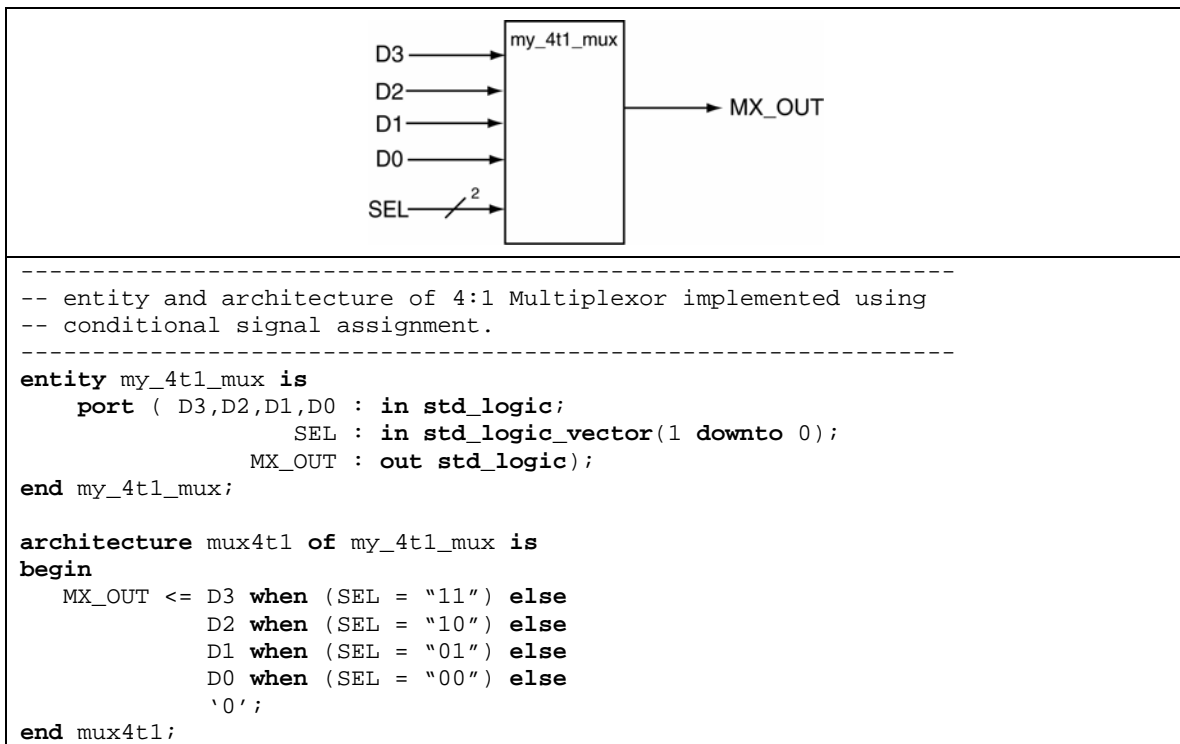 my_4t1_mux
D3
D2
D1
D0
SEL
2
MX_OUT
-----------------------------------------------------------------
-- entity and architecture of 4:1 Multiplexor implemented using
-- conditional signal assignment.
-----------------------------------------------------------------
entity my_4t1_mux is
    port ( D3,D2,D1,D0 : in std_logic;
                   SEL : in std_logic_vector(1 downto 0);
                MX_OUT : out std_logic);
end my_4t1_mux;
architecture mux4t1 of my_4t1_mux is
begin
   MX_OUT <= D3 when (SEL = “11”) else
             D2 when (SEL = “10”) else
             D1 when (SEL = “01”) else
             D0 when (SEL = “00”) else
             ‘0’;
end mux4t1;